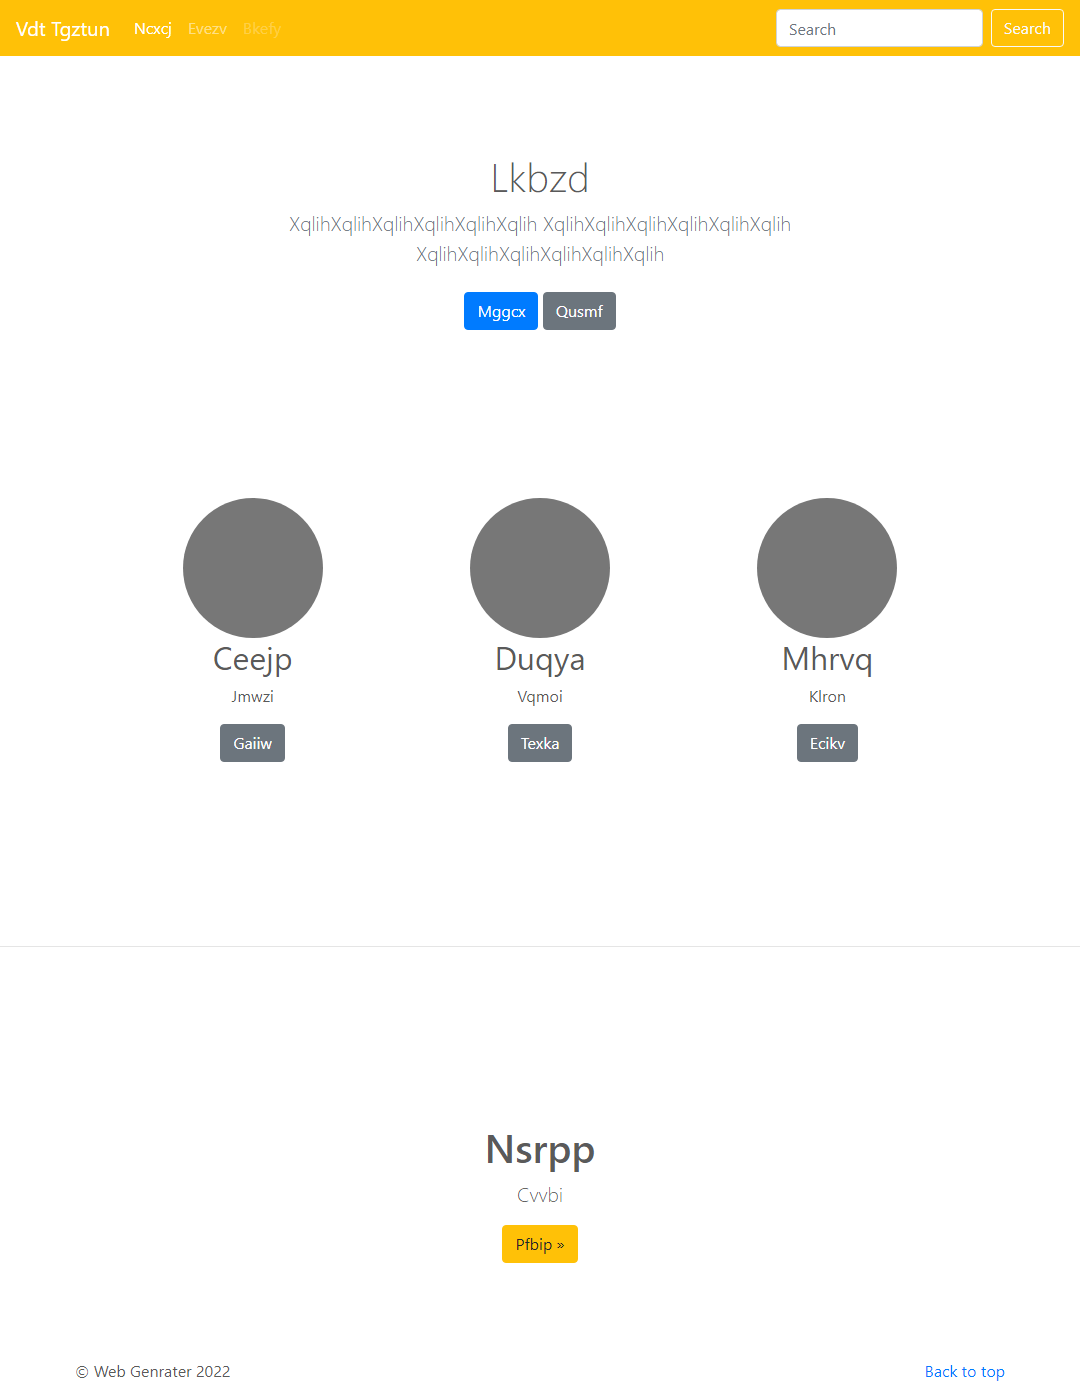 Vdt Tgztun Ncxcj Evezv Bkefy Search Search
Lkbzd
XqlihXqlihXqlihXqlihXqlihXqlih XqlihXqlihXqlihXqlihXqlihXqlih
XqlihXqlihXqlihXqlihXqlihXqlih
Mggcx Qusmf
Ceejp Duqya Mhrvq
Jmwzi Vqmoi Klron
Gaiiw Texka Ecikv
Nsrpp
Cvvbi
Pfbip »
© Web Genrater 2022 Back to top